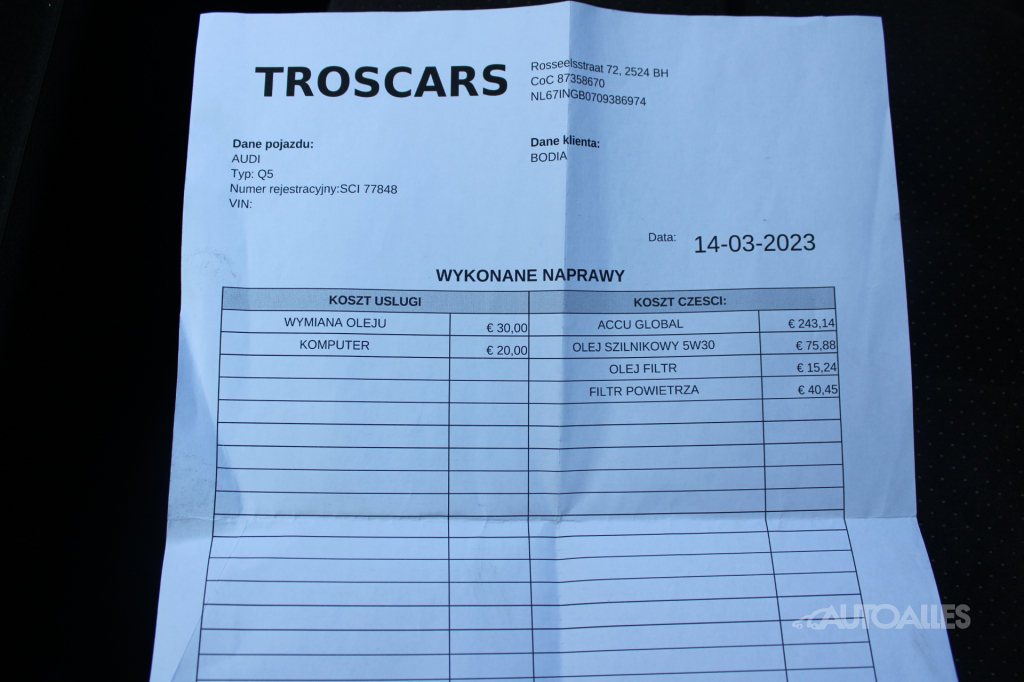 TROSCARS
Rosseelsstraat 72, 2524 BH
CoC 87358670
NL67INGB0709386974
Dane pojazdu:
AUDI
Typ: Q5
Numer rejestracyjny:SCI 77848
VIN:
Dane klienta:
BODIA
Data: 14-03-2023
WYKONANE NAPRAWY
KOSZT USLUGI KOSZT CZESCI:
WYMIANA OLEJU € 30,00 ACCU GLOBAL € 243,14
KOMPUTER € 20,00 OLEJ SZILNIKOWY 5W30 € 75,88
OLEJ FILTR € 15,24
FILTR POWIETRZA € 40,45
AUTOALLES